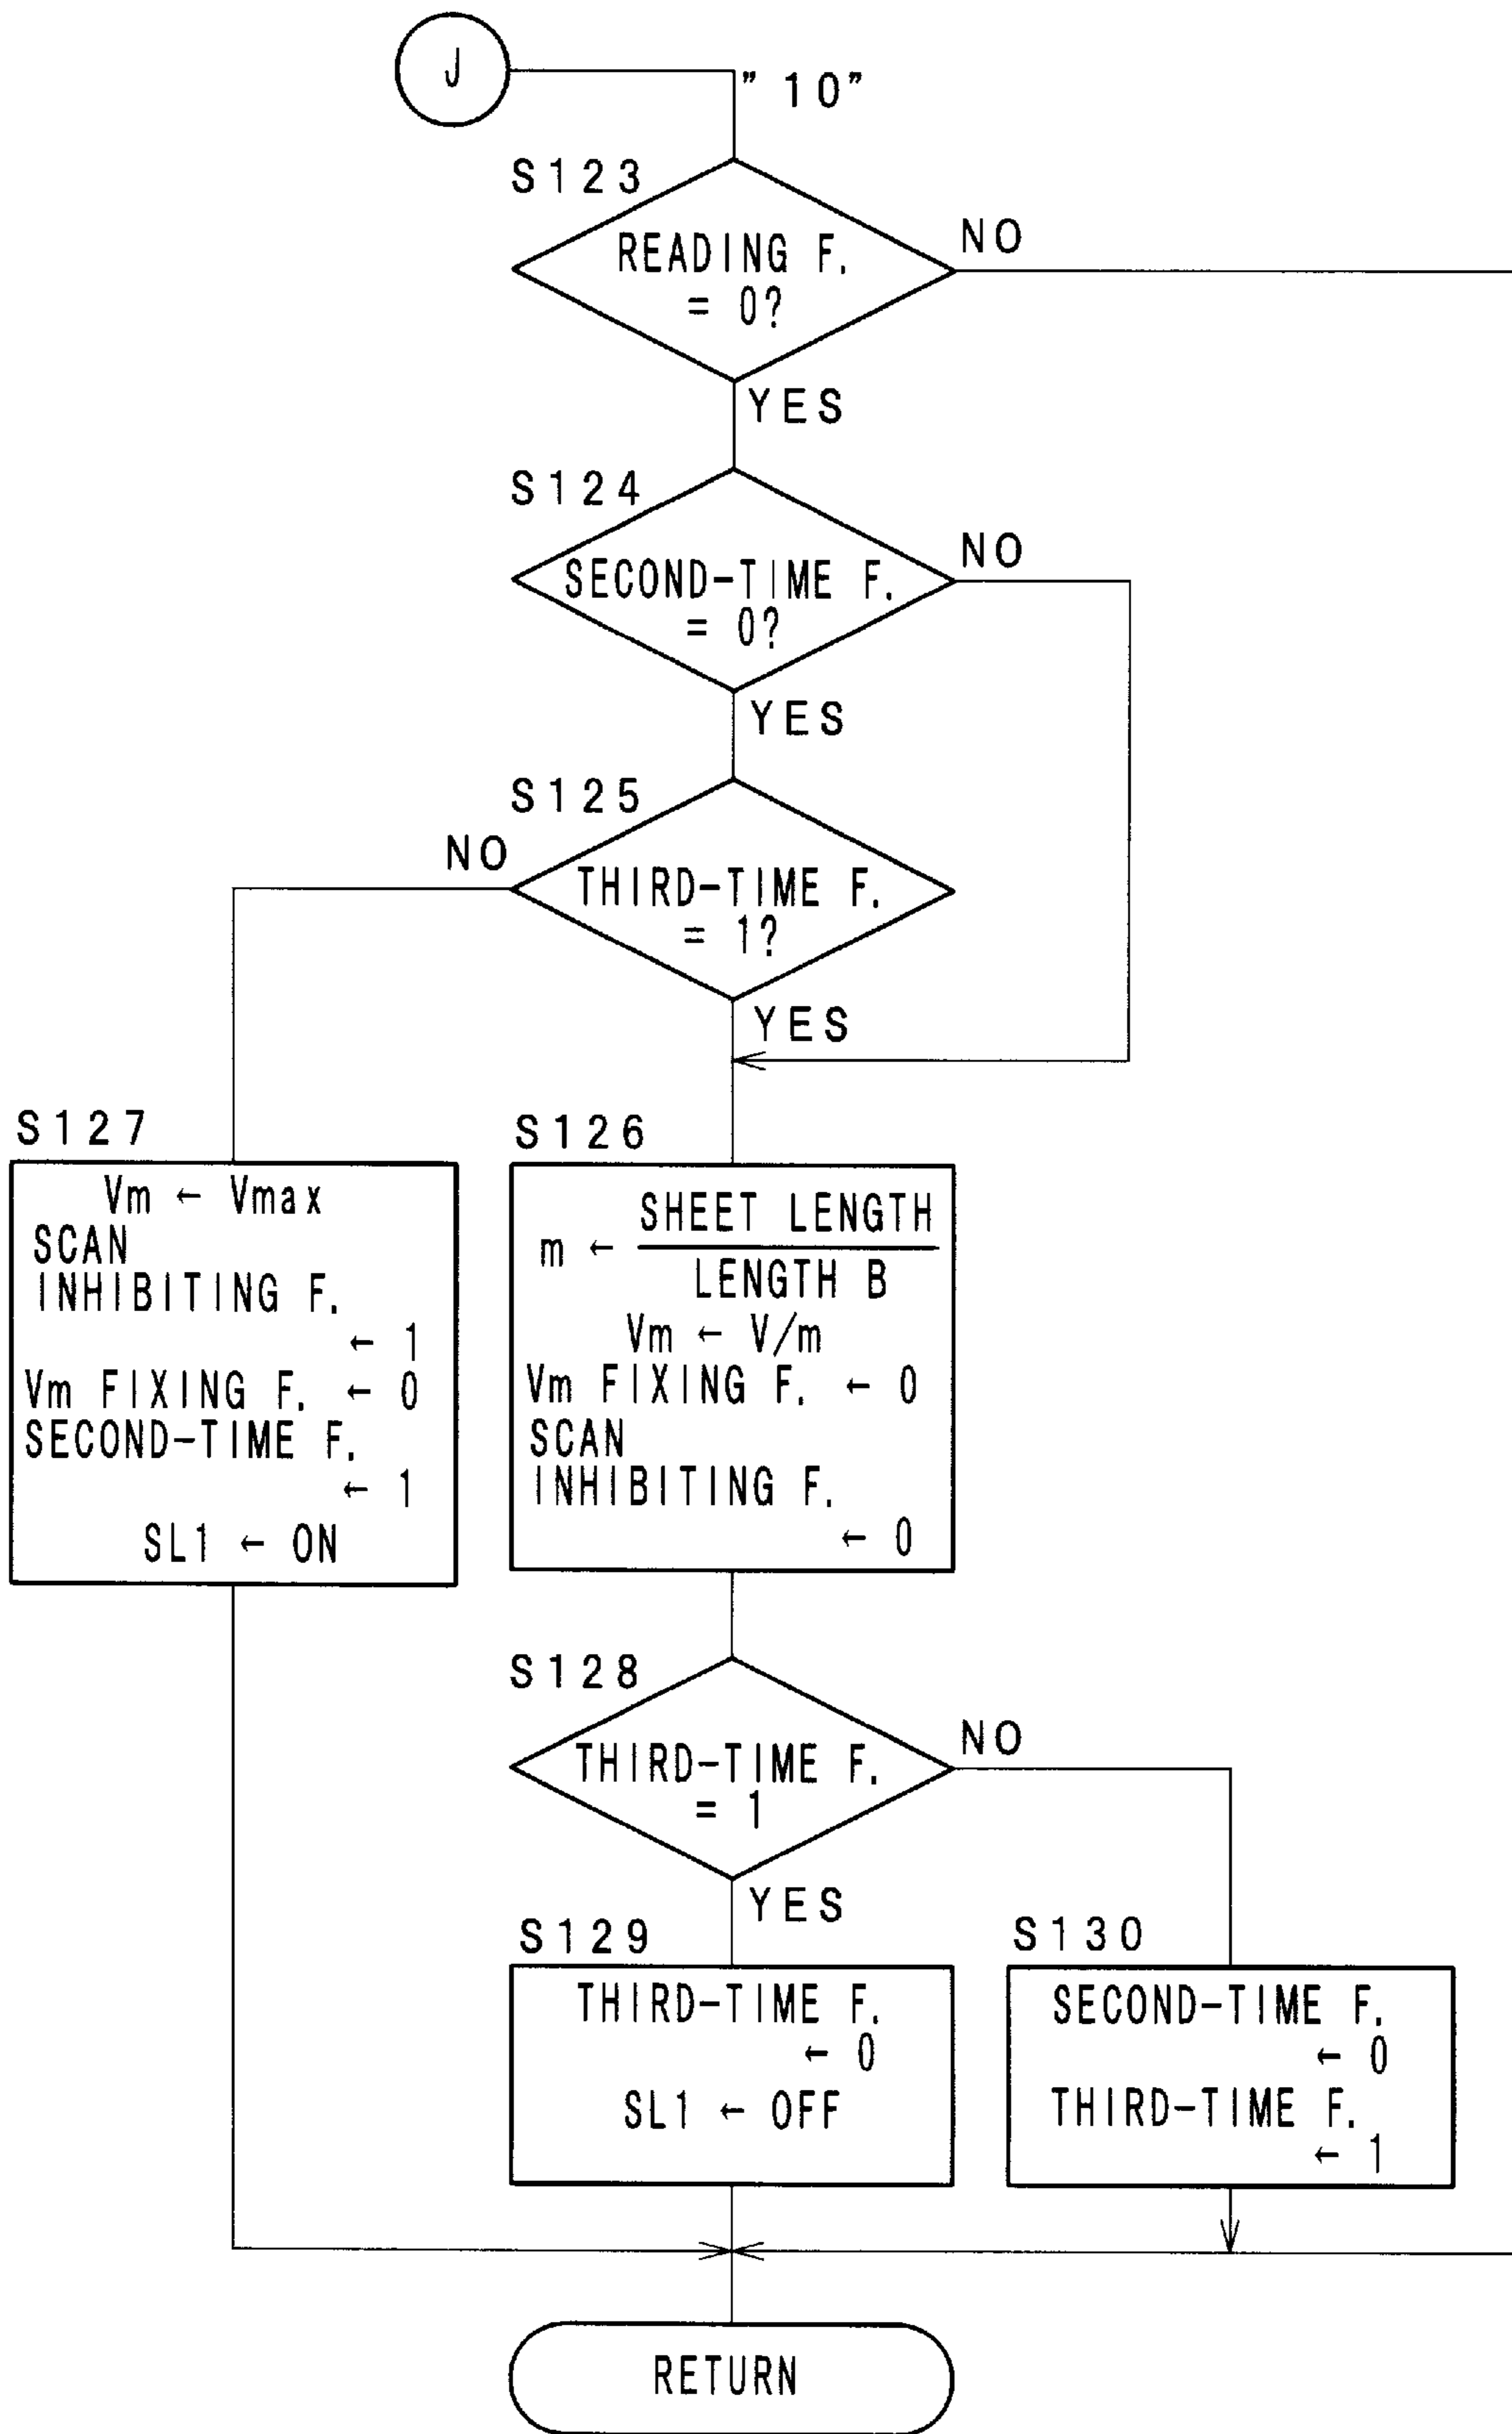 J
"10"
S123
READING F.
= 0?
NO
YES
S124
SECOND-TIME F.
= 0?
NO
YES
S125
NO
THIRD-TIME F.
= 1?
YES
S127
Vm ← Vmax
SCAN
INHIBITING F.
← 1
Vm FIXING F. ← 0
SECOND-TIME F.
← 1
SL1 ← ON
S126
SHEET LENGTH
m ←
LENGTH B
Vm ← V/m
Vm FIXING F. ← 0
SCAN
INHIBITING F.
← 0
S128
THIRD-TIME F.
= 1
NO
YES
S129
THIRD-TIME F.
← 0
SL1 ← OFF
S130
SECOND-TIME F.
← 0
THIRD-TIME F.
← 1
RETURN